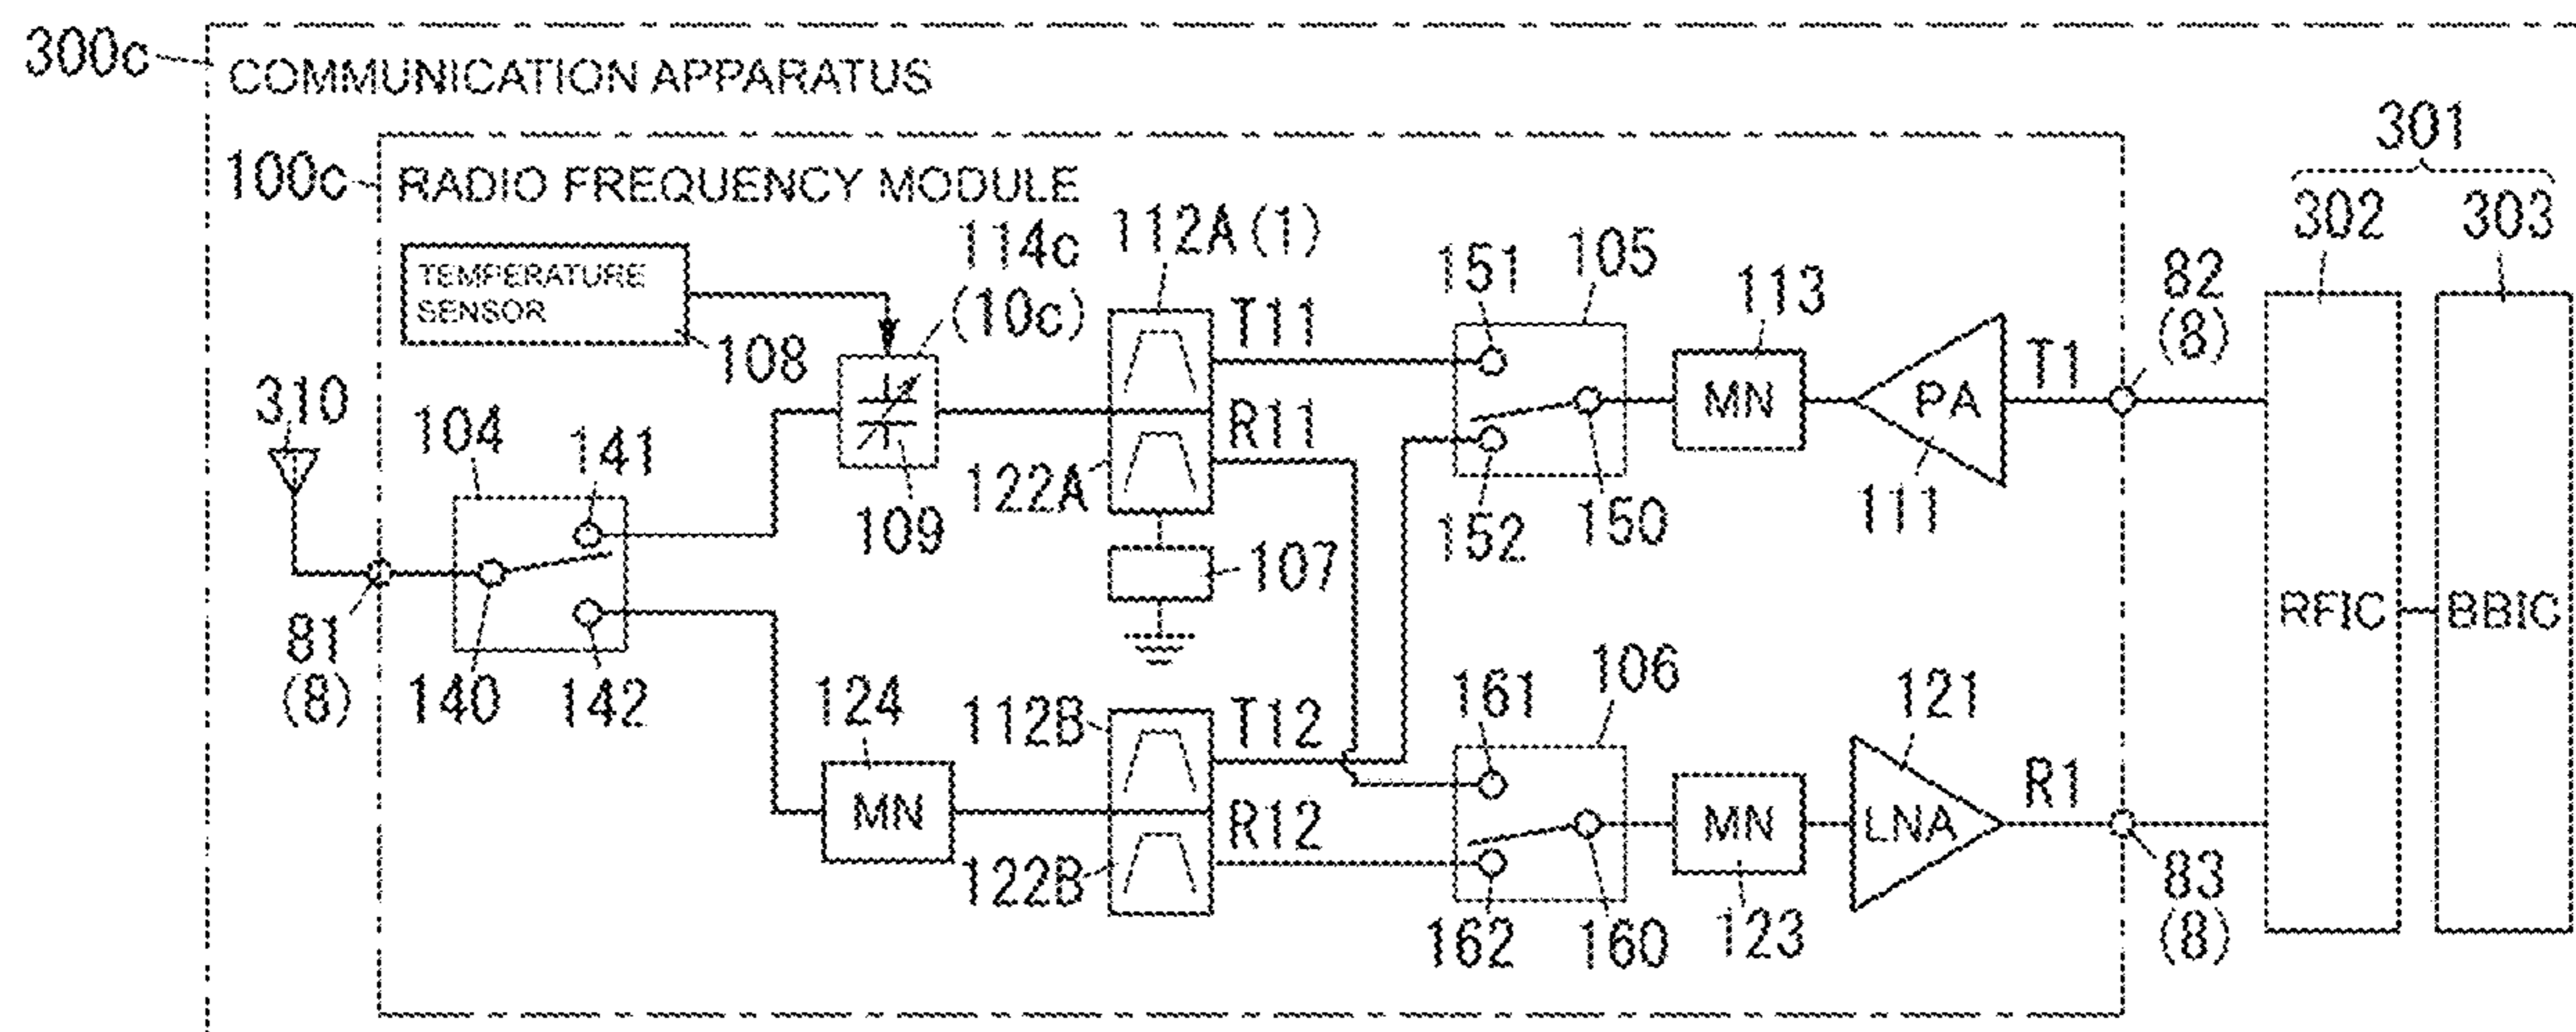 300c
COMMUNICATION APPARATUS
301
100c
RADIO FREQUENCY MODULE
302
303
114c
(10c)
112A(1)
151
105
113
82
(8)
TEMPERATURE
SENSOR
108
T11
T1
310
104
141
R11
MN
PA
109
122A
152
150
111
107
81
(8)
140
142
RFIC
BBIC
124
112B
T12
161
106
121
MN
R12
MN
LNA
R1
122B
162
160
123
83
(8)